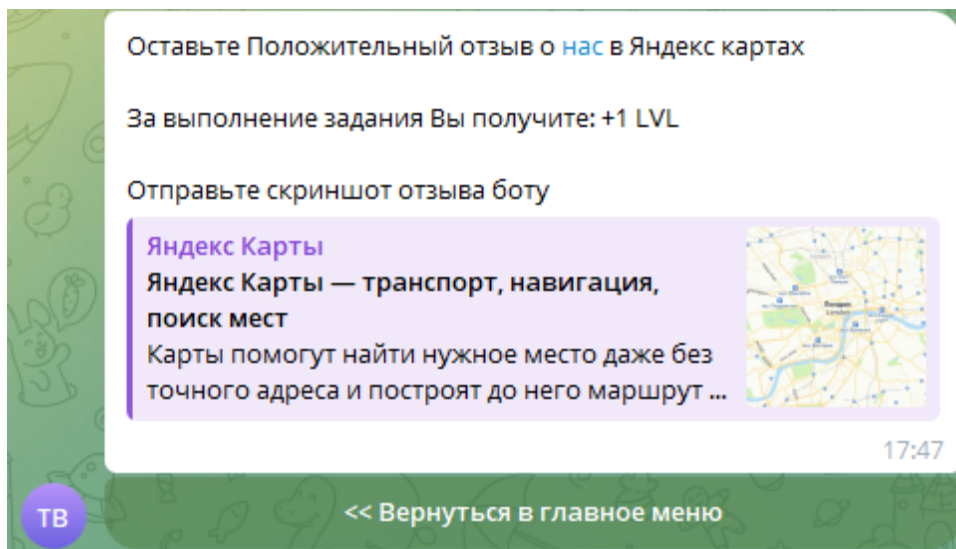 Оставьте Положительный отзыв о нас в Яндекс картах
За выполнение задания Вы получите: +1 LVL
Отправьте скриншот отзыва боту
Яндекс Карты
Яндекс Карты — транспорт, навигация,
поиск мест
Карты помогут найти нужное место даже без
точного адреса и построят до него маршрут ...
17:47
ТВ
<< Вернуться в главное меню